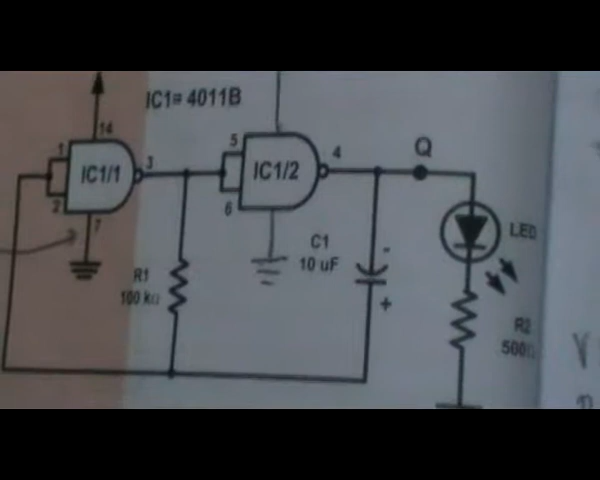 IC1= 4011B
14
1
IC1/1
3
2
7
5
IC1/2
4
6
Q
LED
C1
10 uF
-
+
R1
100 kΩ
R2
500Ω